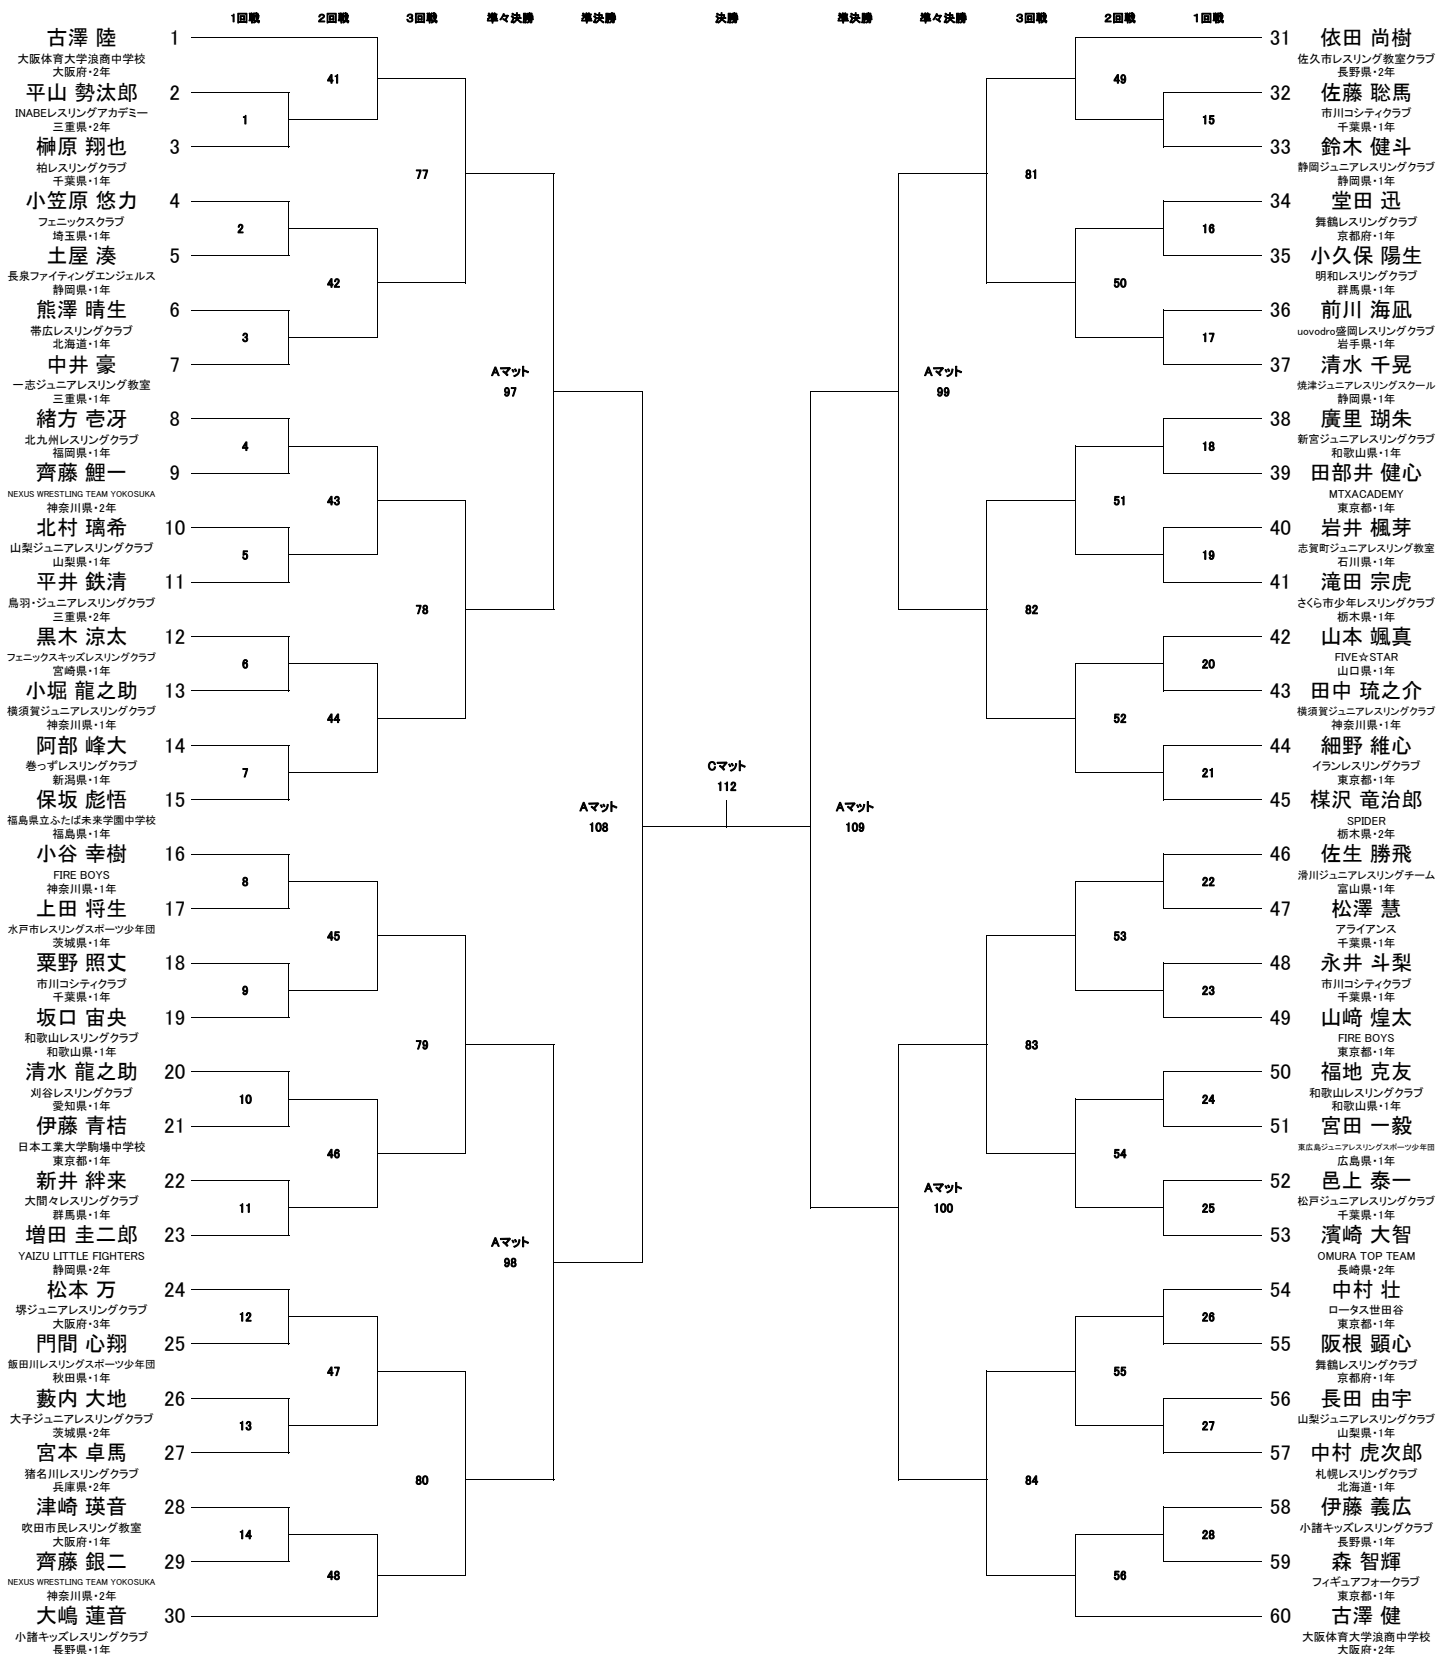 1回戦 2回戦 3回戦 準々決勝 準決勝 決勝 準決勝 準々決勝 3回戦 2回戦 1回戦
古澤 陸 1
大阪体育大学浪商中学校
大阪府・2年
平山 勢汰郎 2
INABEレスリングアカデミー
三重県・2年
榊原 翔也 3
柏レスリングクラブ
千葉県・1年
小笠原 悠力 4
フェニックスクラブ
埼玉県・1年
土屋 湊 5
長泉ファイティングエンジェルス
静岡県・1年
熊澤 晴生 6
帯広レスリングクラブ
北海道・1年
中井 豪 7
一志ジュニアレスリング教室
三重県・1年
緒方 壱冴 8
北九州レスリングクラブ
福岡県・1年
齊藤 鯉一 9
NEXUS WRESTLING TEAM YOKOSUKA
神奈川県・2年
北村 璃希 10
山梨ジュニアレスリングクラブ
山梨県・1年
平井 鉄清 11
鳥羽・ジュニアレスリングクラブ
三重県・2年
黒木 涼太 12
フェニックスキッズレスリングクラブ
宮崎県・1年
小堀 龍之助 13
横須賀ジュニアレスリングクラブ
神奈川県・1年
阿部 峰大 14
巻っずレスリングクラブ
新潟県・1年
保坂 彪悟 15
福島県立ふたば未来学園中学校
福島県・1年
小谷 幸樹 16
FIRE BOYS
神奈川県・1年
上田 将生 17
水戸市レスリングスポーツ少年団
茨城県・1年
粟野 照丈 18
市川コシティクラブ
千葉県・1年
坂口 宙央 19
和歌山レスリングクラブ
和歌山県・1年
清水 龍之助 20
刈谷レスリングクラブ
愛知県・1年
伊藤 青桔 21
日本工業大学駒場中学校
東京都・1年
新井 絆来 22
大間々レスリングクラブ
群馬県・1年
増田 圭二郎 23
YAIZU LITTLE FIGHTERS
静岡県・2年
松本 万 24
堺ジュニアレスリングクラブ
大阪府・3年
門間 心翔 25
飯田川レスリングスポーツ少年団
秋田県・1年
藪内 大地 26
大子ジュニアレスリングクラブ
茨城県・2年
宮本 卓馬 27
猪名川レスリングクラブ
兵庫県・2年
津崎 瑛音 28
吹田市民レスリング教室
大阪府・1年
齊藤 銀二 29
NEXUS WRESTLING TEAM YOKOSUKA
神奈川県・2年
大嶋 蓮音 30
小諸キッズレスリングクラブ
長野県・1年
1
2
3
4
5
6
7
8
9
10
11
12
13
14
41
42
43
44
45
46
47
48
77
78
79
80
Aマット
97
Aマット
98
Aマット
108
Cマット
112
Aマット
109
Aマット
99
Aマット
100
81
82
83
84
49
50
51
52
53
54
55
56
15
16
17
18
19
20
21
22
23
24
25
26
27
28
31 依田 尚樹
佐久市レスリング教室クラブ
長野県・2年
32 佐藤 聡馬
市川コシティクラブ
千葉県・1年
33 鈴木 健斗
静岡ジュニアレスリングクラブ
静岡県・1年
34 堂田 迅
舞鶴レスリングクラブ
京都府・1年
35 小久保 陽生
明和レスリングクラブ
群馬県・1年
36 前川 海凪
uovodro盛岡レスリングクラブ
岩手県・1年
37 清水 千晃
焼津ジュニアレスリングスクール
静岡県・1年
38 廣里 瑚朱
新宮ジュニアレスリングクラブ
和歌山県・1年
39 田部井 健心
MTXACADEMY
東京都・1年
40 岩井 楓芽
志賀町ジュニアレスリング教室
石川県・1年
41 滝田 宗虎
さくら市少年レスリングクラブ
栃木県・1年
42 山本 颯真
FIVE☆STAR
山口県・1年
43 田中 琉之介
横須賀ジュニアレスリングクラブ
神奈川県・1年
44 細野 維心
イランレスリングクラブ
東京都・1年
45 楳沢 竜治郎
SPIDER
栃木県・2年
46 佐生 勝飛
滑川ジュニアレスリングチーム
富山県・1年
47 松澤 慧
アライアンス
千葉県・1年
48 永井 斗梨
市川コシティクラブ
千葉県・1年
49 山﨑 煌太
FIRE BOYS
東京都・1年
50 福地 克友
和歌山レスリングクラブ
和歌山県・1年
51 宮田 一毅
東広島ジュニアレスリングスポーツ少年団
広島県・1年
52 邑上 泰一
松戸ジュニアレスリングクラブ
千葉県・1年
53 濱崎 大智
OMURA TOP TEAM
長崎県・2年
54 中村 壮
ロータス世田谷
東京都・1年
55 阪根 顕心
舞鶴レスリングクラブ
京都府・1年
56 長田 由宇
山梨ジュニアレスリングクラブ
山梨県・1年
57 中村 虎次郎
札幌レスリングクラブ
北海道・1年
58 伊藤 義広
小諸キッズレスリングクラブ
長野県・1年
59 森 智輝
フィギュアフォークラブ
東京都・1年
60 古澤 健
大阪体育大学浪商中学校
大阪府・2年